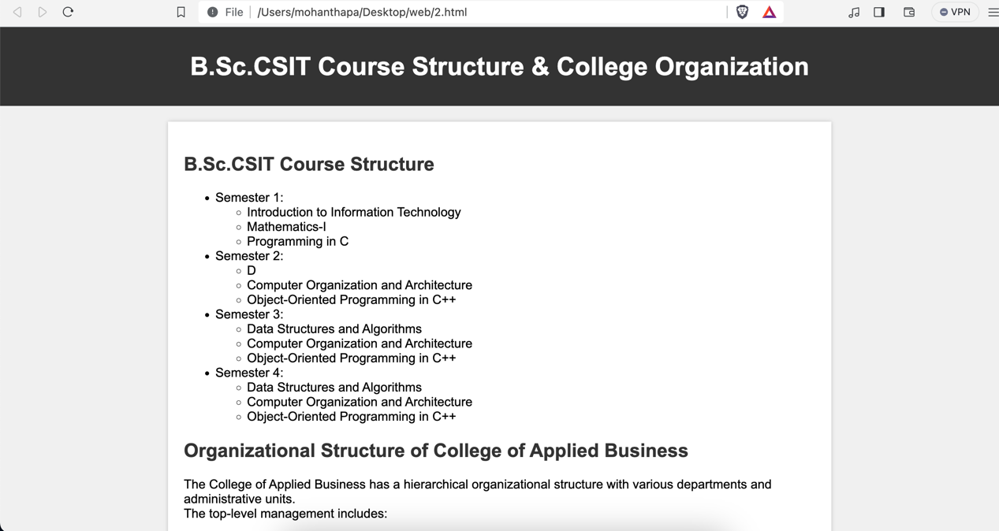 File /Users/mohanthapa/Desktop/web/2.html VPN
B.Sc.CSIT Course Structure & College Organization
B.Sc.CSIT Course Structure
Semester 1:
Introduction to Information Technology
Mathematics-I
Programming in C
Semester 2:
D
Computer Organization and Architecture
Object-Oriented Programming in C++
Semester 3:
Data Structures and Algorithms
Computer Organization and Architecture
Object-Oriented Programming in C++
Semester 4:
Data Structures and Algorithms
Computer Organization and Architecture
Object-Oriented Programming in C++
Organizational Structure of College of Applied Business
The College of Applied Business has a hierarchical organizational structure with various departments and
administrative units.
The top-level management includes: